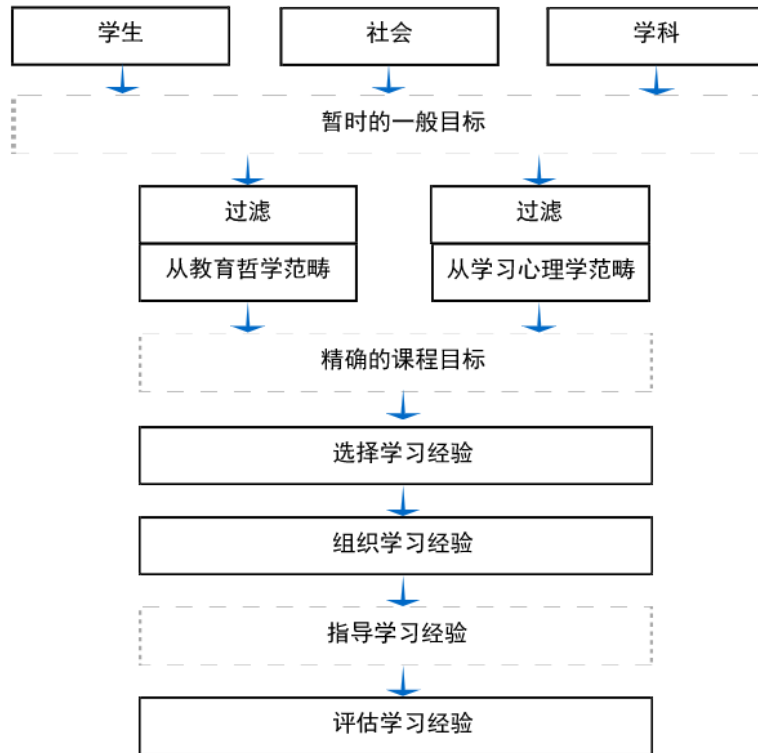 学生
社会
学科
暂时的一般目标
过滤
过滤
从教育哲学范畴
从学习心理学范畴
精确的课程目标
选择学习经验
组织学习经验
指导学习经验
评估学习经验